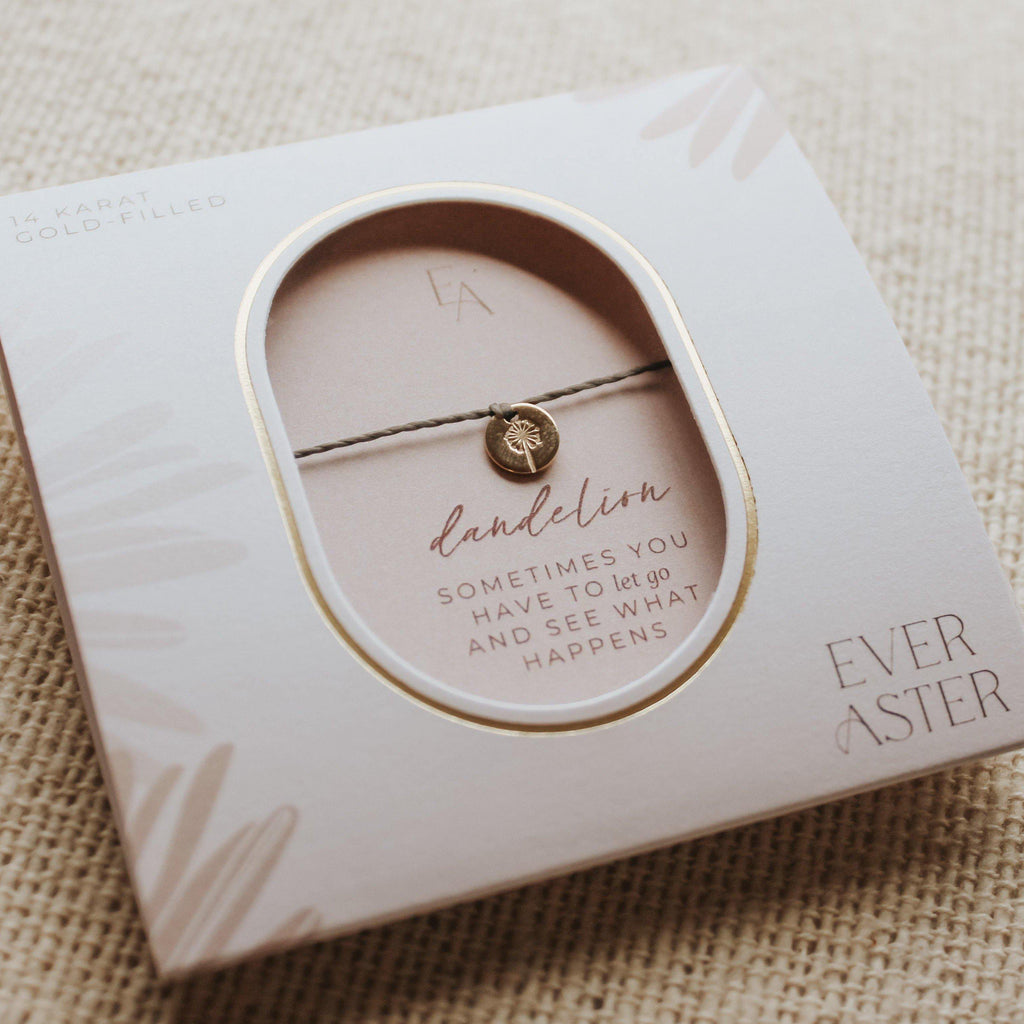 14 KARAT
GOLD-FILLED
EA
dandelion
SOMETIMES YOU
HAVE TO let go
AND SEE WHAT
HAPPENS
EVER
ASTER